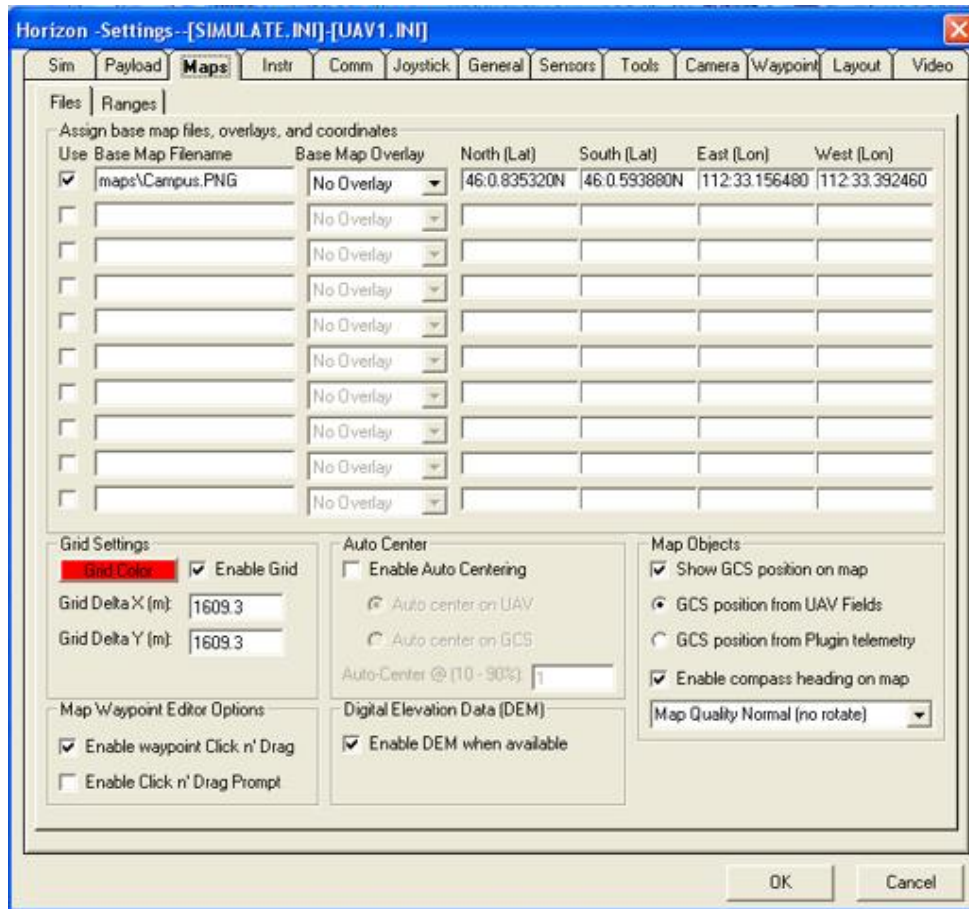 Horizon -Settings--[SIMULATE.INI]-[UAV1.INI]
Sim Payload Maps Instr Comm Joystick General Sensors Tools Camera Waypoint Layout Video
Files Ranges
Assign base map files, overlays, and coordinates
Use Base Map Filename Base Map Overlay North (Lat) South (Lat) East (Lon) West (Lon)
maps\Campus.PNG No Overlay 46:0.835320N 46:0.593880N 112:33.156480 112:33.392460
No Overlay
No Overlay
No Overlay
No Overlay
No Overlay
No Overlay
No Overlay
No Overlay
No Overlay
Grid Settings Auto Center Map Objects
Grid Color Enable Grid Enable Auto Centering Show GCS position on map
Grid Delta X (m): 1609.3 Auto center on UAV GCS position from UAV Fields
Grid Delta Y (m): 1609.3 Auto center on GCS GCS position from Plugin telemetry
Auto-Center @ (10 - 90%): 1 Enable compass heading on map
Map Waypoint Editor Options Digital Elevation Data (DEM) Map Quality Normal (no rotate)
Enable waypoint Click n' Drag Enable DEM when available
Enable Click n' Drag Prompt
OK Cancel